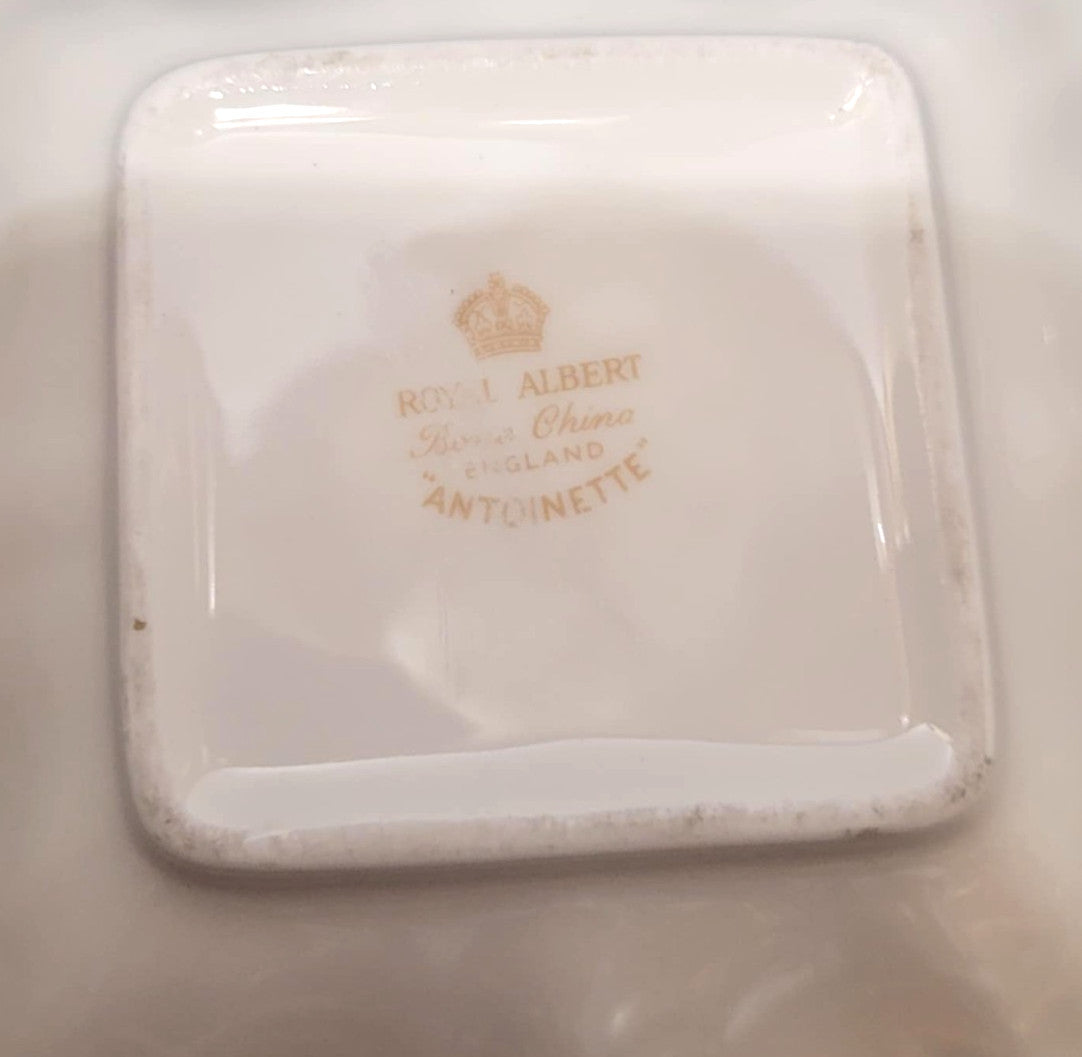 ROYAL ALBERT
Bone China
ENGLAND
"ANTOINETTE"